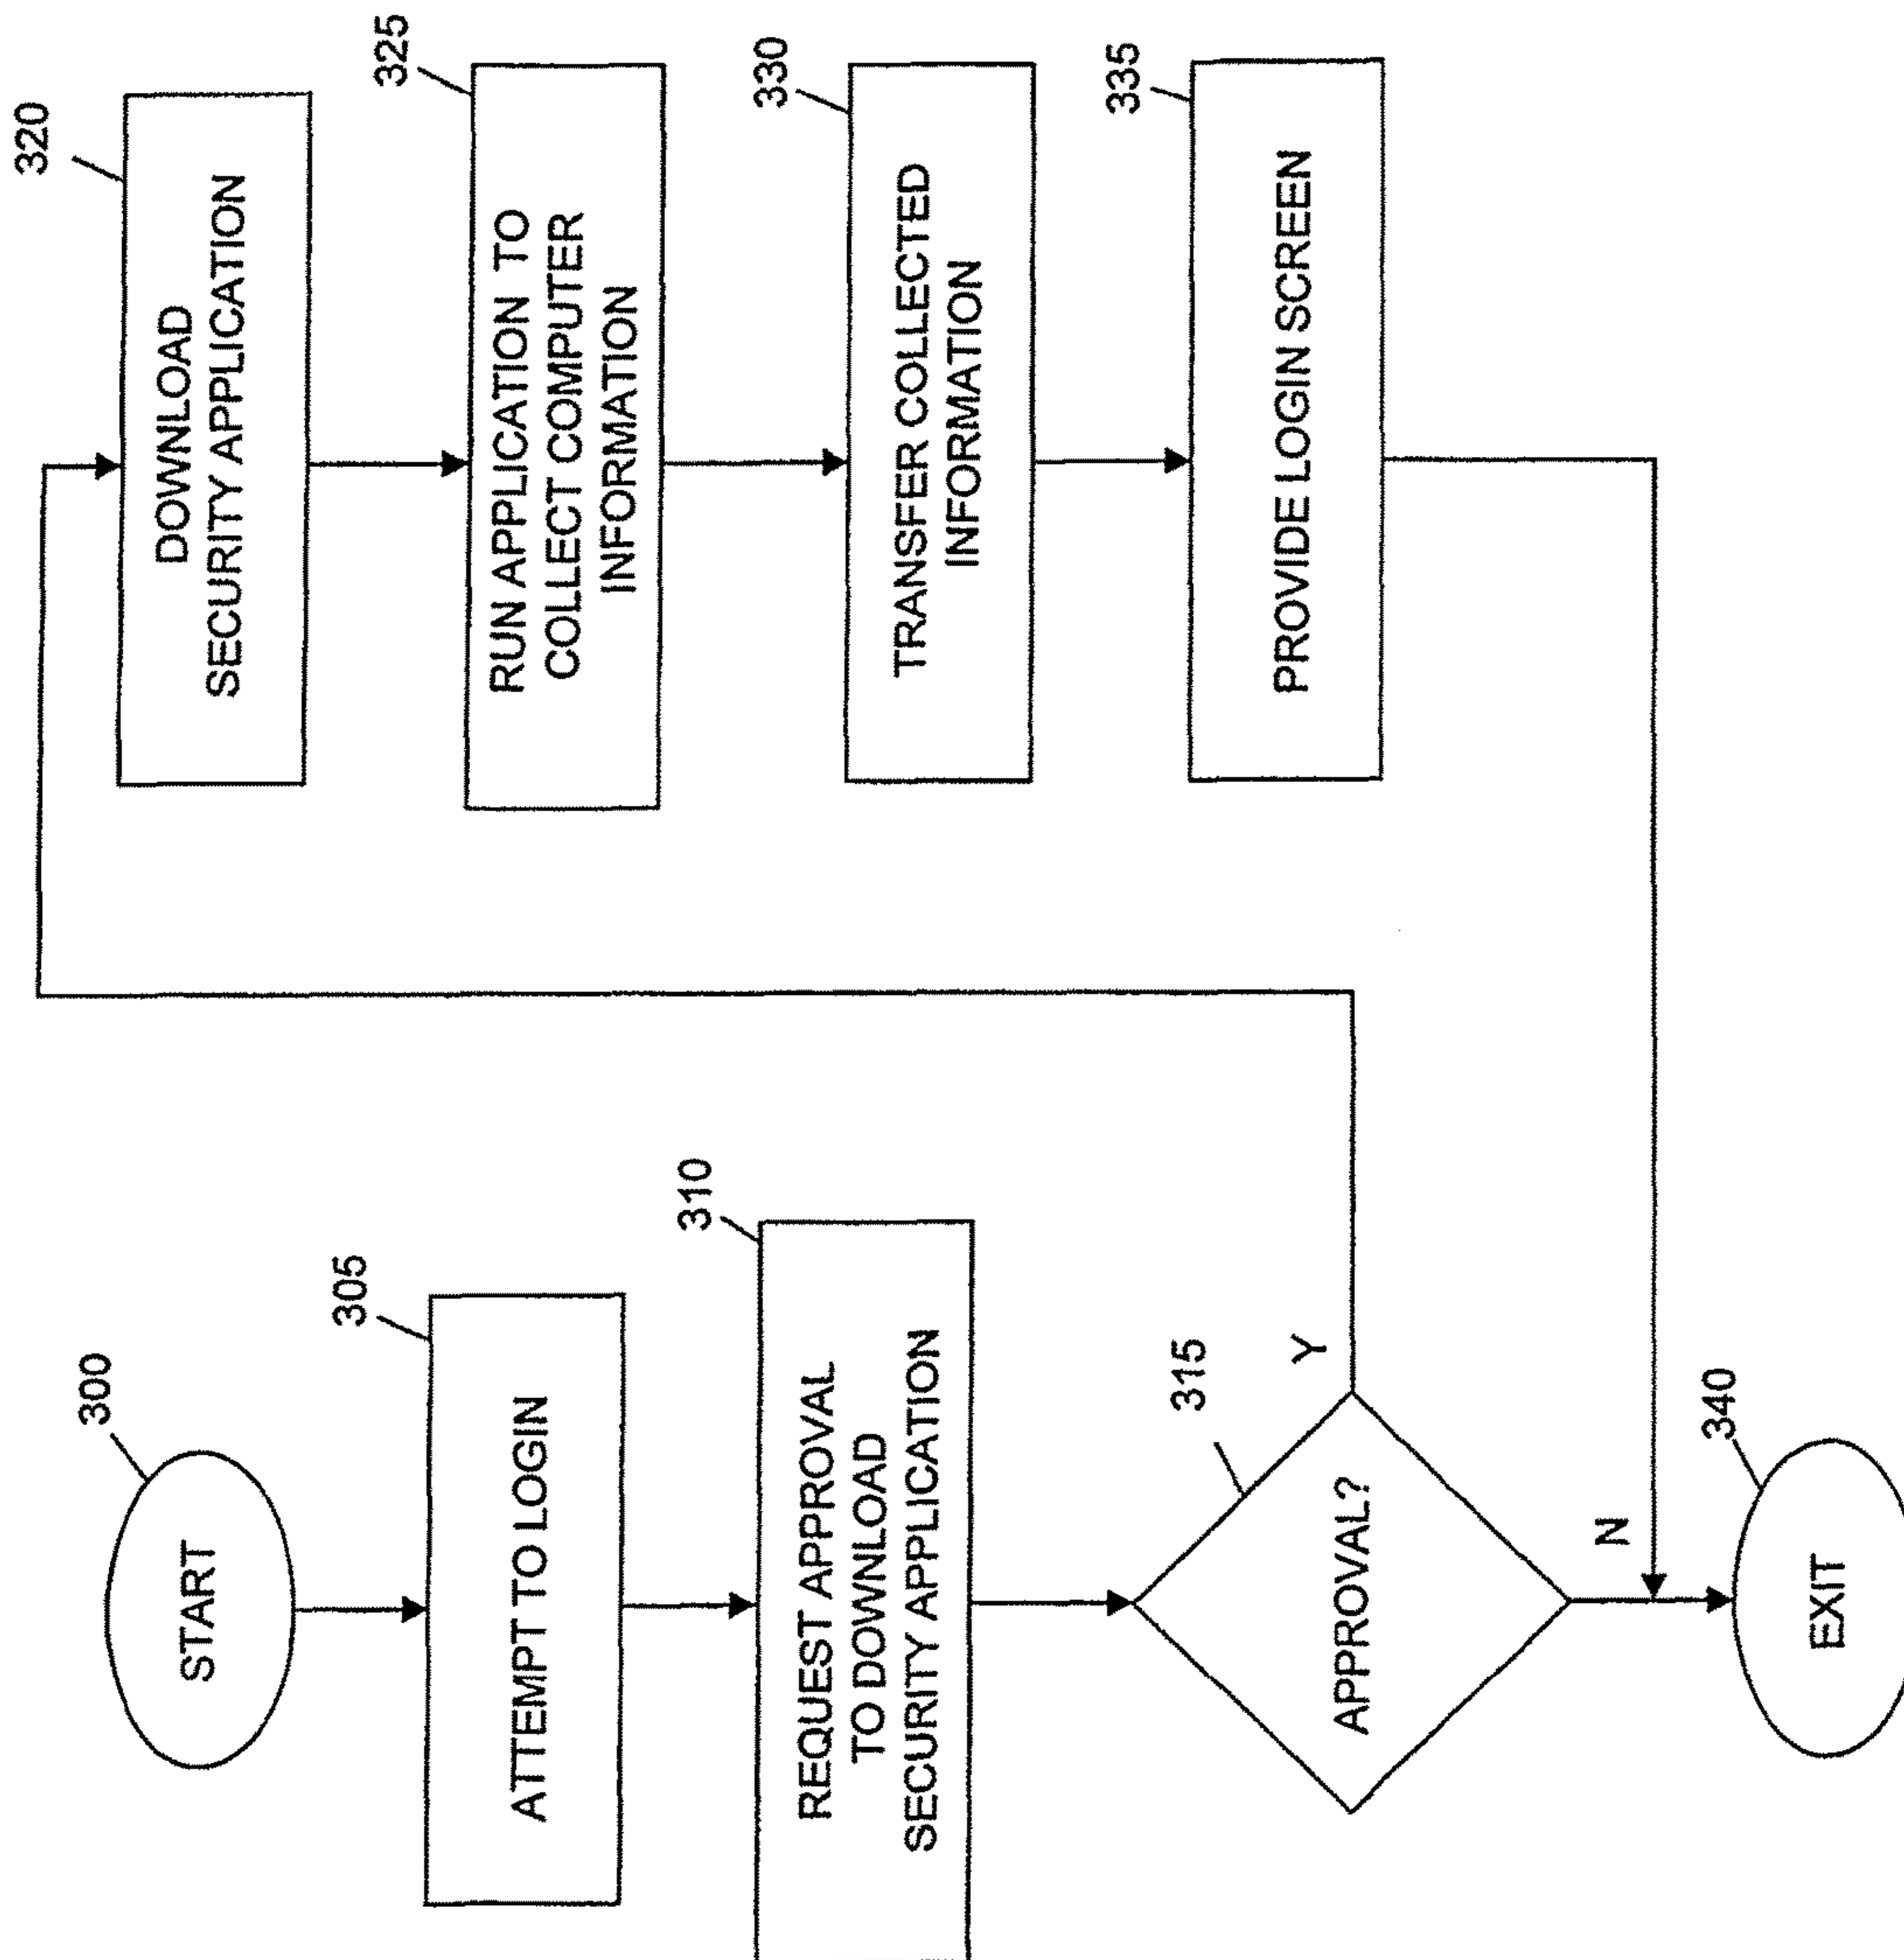 300
START
305
ATTEMPT TO LOGIN
310
REQUEST APPROVAL
TO DOWNLOAD
SECURITY APPLICATION
315
APPROVAL?
Y
N
340
EXIT
320
DOWNLOAD
SECURITY APPLICATION
325
RUN APPLICATION TO
COLLECT COMPUTER
INFORMATION
330
TRANSFER COLLECTED
INFORMATION
335
PROVIDE LOGIN SCREEN